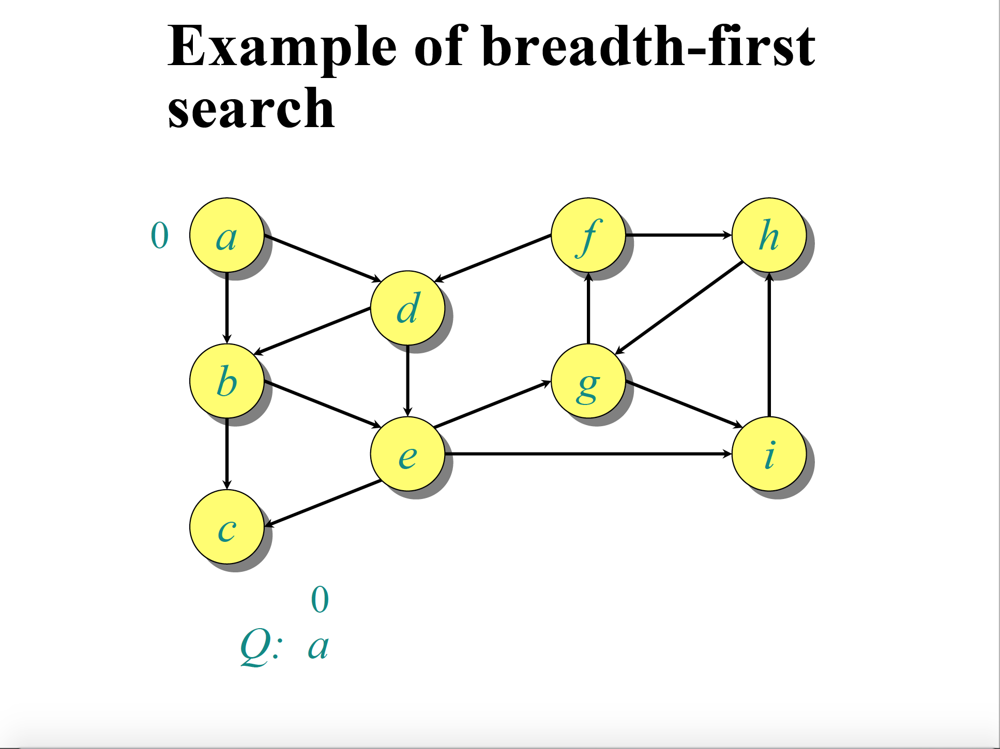 Example of breadth-first
search
0 a f h
d
b g
e i
c
0
Q: a